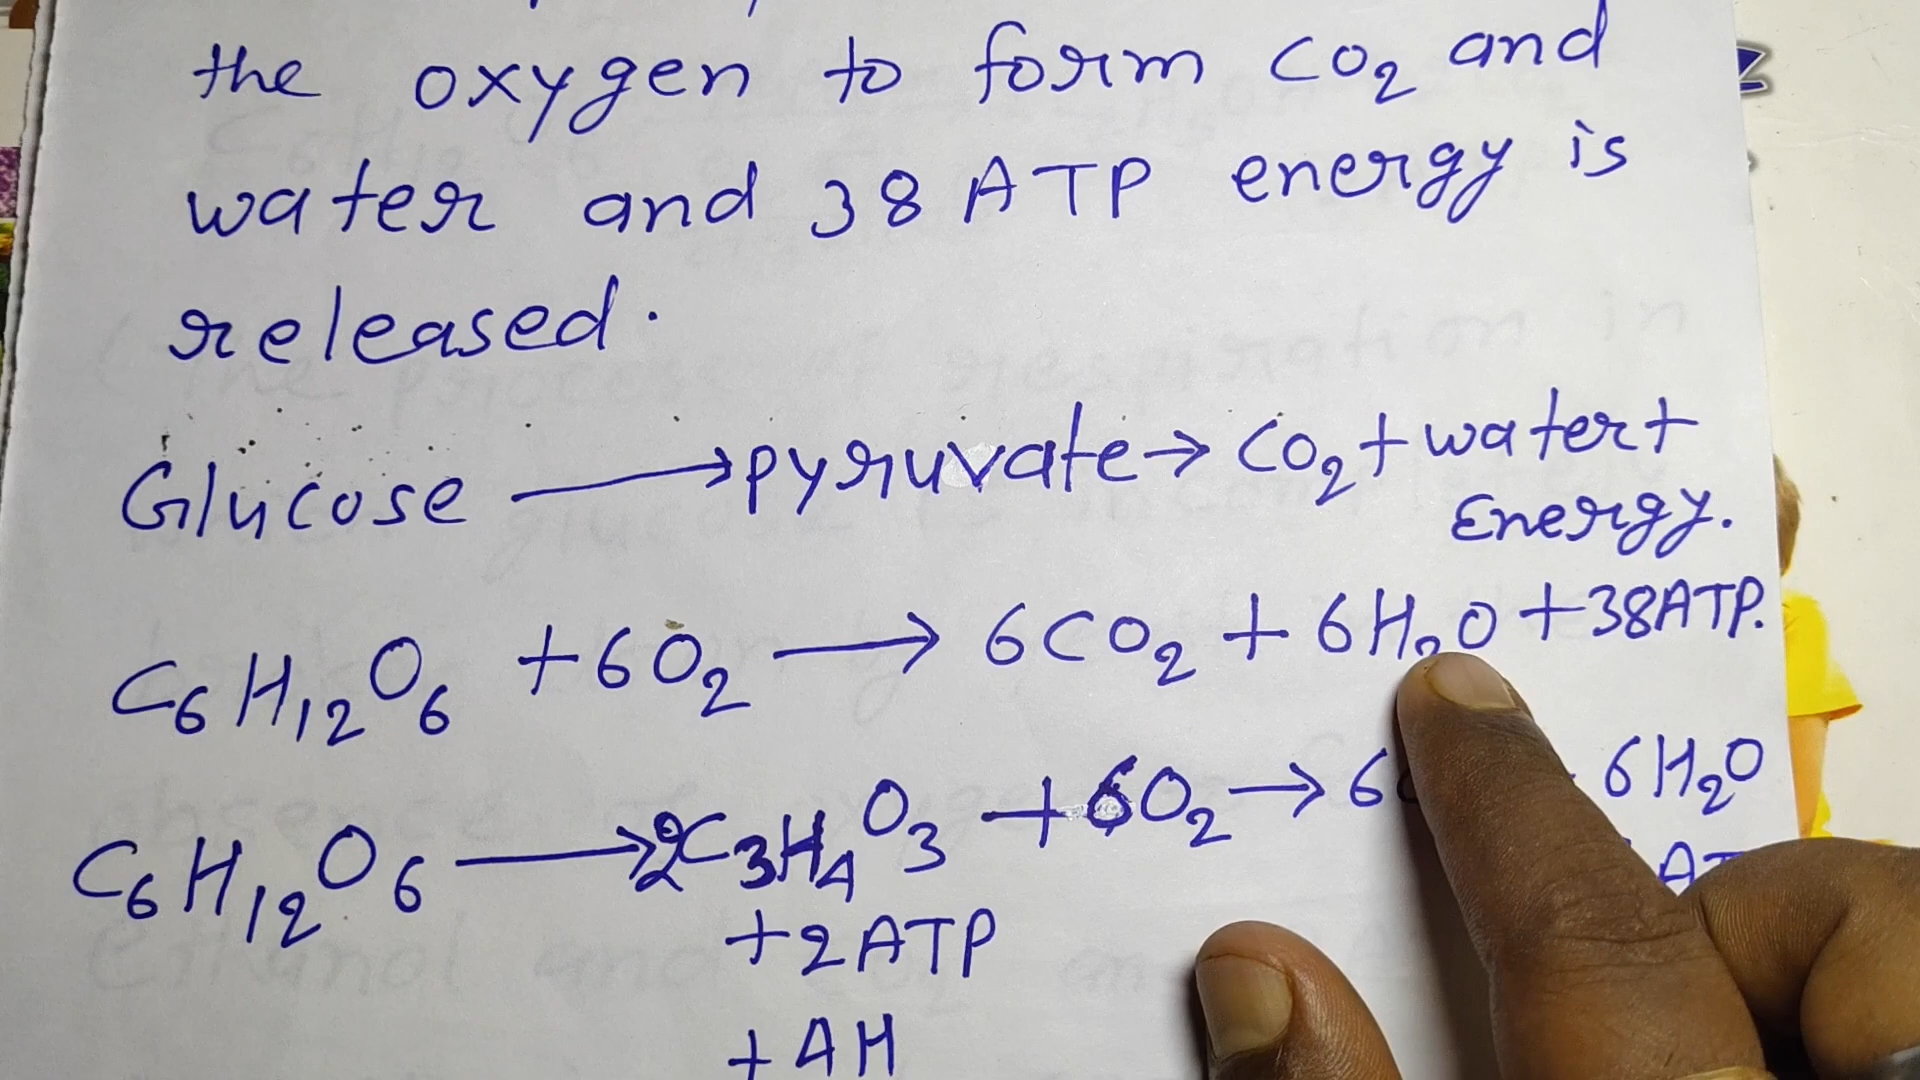 the oxygen to form CO₂ and
water and 38 ATP energy is
released.
Glucose → pyruvate → CO₂ + water +
Energy.
C₆H₁₂O₆ + 6O₂ → 6CO₂ + 6H₂O + 38ATP.
C₆H₁₂O₆ → 2C₃H₄O₃ + 6O₂ → 6 6H₂O
+ 2ATP
+ 4H